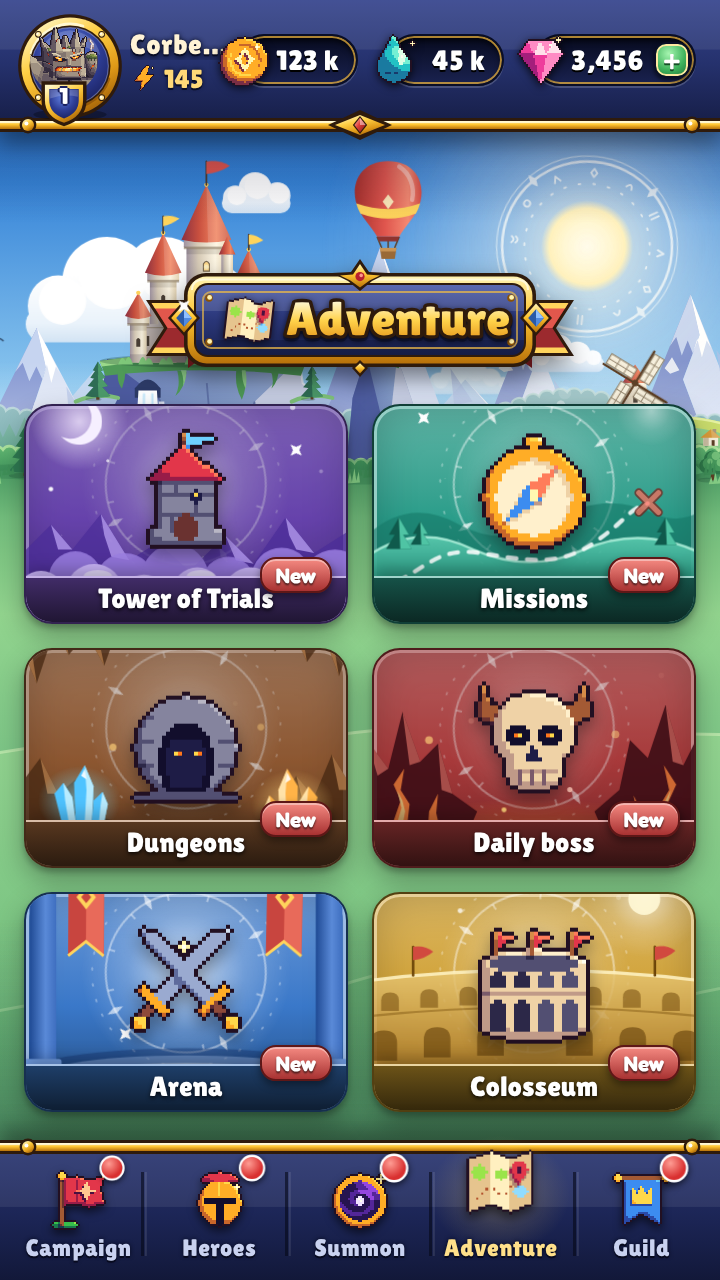 Corbe...
145
1
123 k
45 k
3,456
+
Adventure
New
Tower of Trials
New
Missions
New
Dungeons
New
Daily boss
New
Arena
New
Colosseum
Campaign
Heroes
Summon
Adventure
Guild